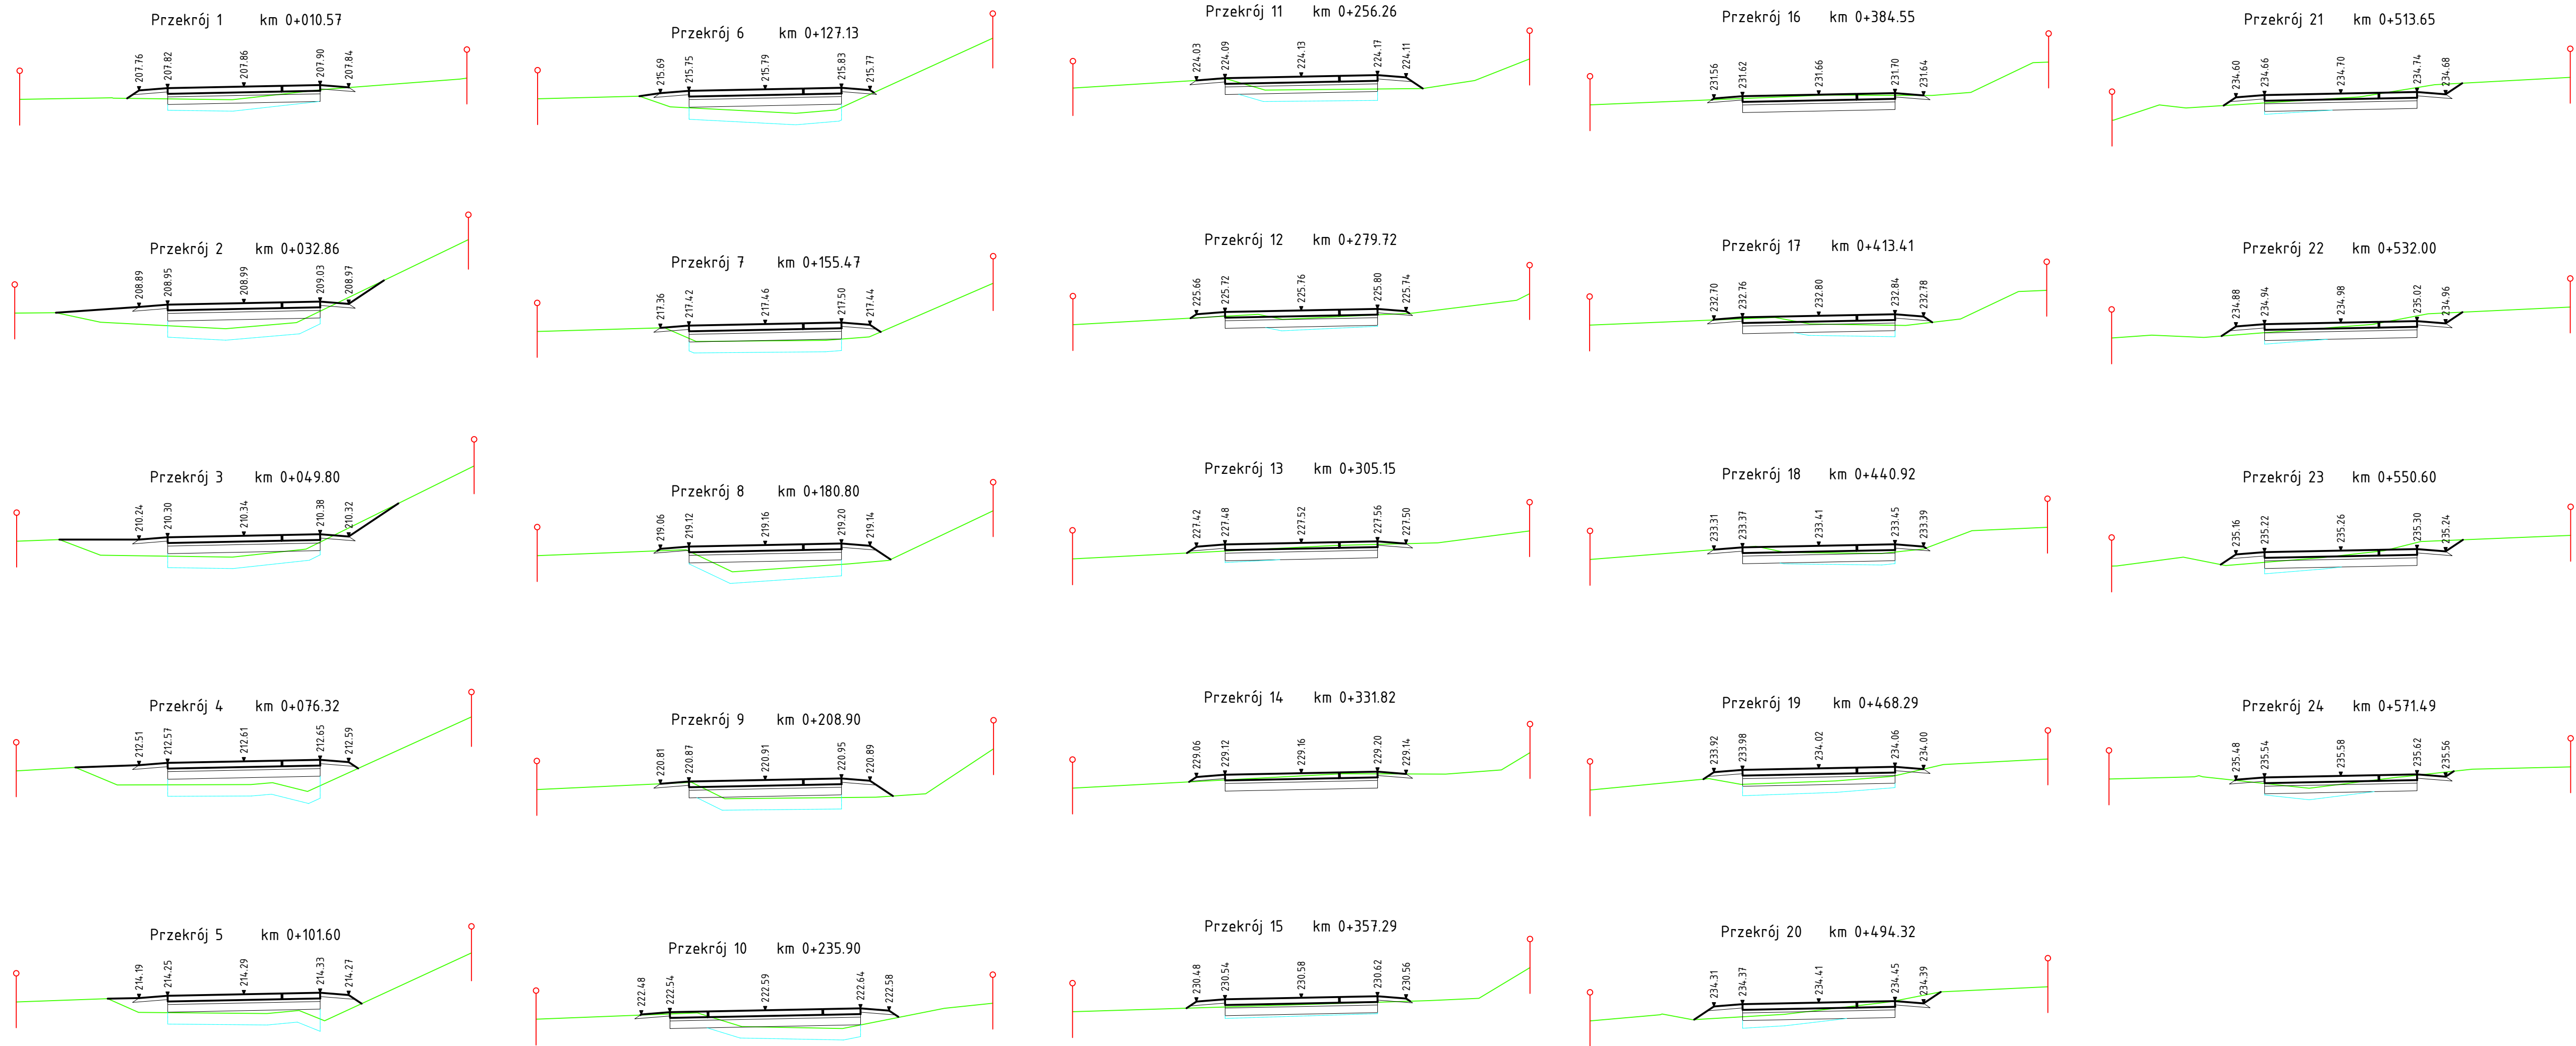 Przekrój 1 km 0+010.57
207.76 207.82 207.86 207.90 207.84
Przekrój 2 km 0+032.86
208.89 208.95 208.99 209.03 208.97
Przekrój 3 km 0+049.80
210.24 210.30 210.34 210.38 210.32
Przekrój 4 km 0+076.32
212.51 212.57 212.61 212.65 212.59
Przekrój 5 km 0+101.60
214.19 214.25 214.29 214.33 214.27
Przekrój 6 km 0+127.13
215.69 215.75 215.79 215.83 215.77
Przekrój 7 km 0+155.47
217.36 217.42 217.46 217.50 217.44
Przekrój 8 km 0+180.80
219.06 219.12 219.16 219.20 219.14
Przekrój 9 km 0+208.90
220.81 220.87 220.91 220.95 220.89
Przekrój 10 km 0+235.90
222.48 222.54 222.59 222.64 222.58
Przekrój 11 km 0+256.26
224.03 224.09 224.13 224.17 224.11
Przekrój 12 km 0+279.72
225.66 225.72 225.76 225.80 225.74
Przekrój 13 km 0+305.15
227.42 227.48 227.52 227.56 227.50
Przekrój 14 km 0+331.82
229.06 229.12 229.16 229.20 229.14
Przekrój 15 km 0+357.29
230.48 230.54 230.58 230.62 230.56
Przekrój 16 km 0+384.55
231.56 231.62 231.66 231.70 231.64
Przekrój 17 km 0+413.41
232.70 232.76 232.80 232.84 232.78
Przekrój 18 km 0+440.92
233.31 233.37 233.41 233.45 233.39
Przekrój 19 km 0+468.29
233.92 233.98 234.02 234.06 234.00
Przekrój 20 km 0+494.32
234.31 234.37 234.41 234.45 234.39
Przekrój 21 km 0+513.65
234.60 234.66 234.70 234.74 234.68
Przekrój 22 km 0+532.00
234.88 234.94 234.98 235.02 234.96
Przekrój 23 km 0+550.60
235.16 235.22 235.26 235.30 235.24
Przekrój 24 km 0+571.49
235.48 235.54 235.58 235.62 235.56